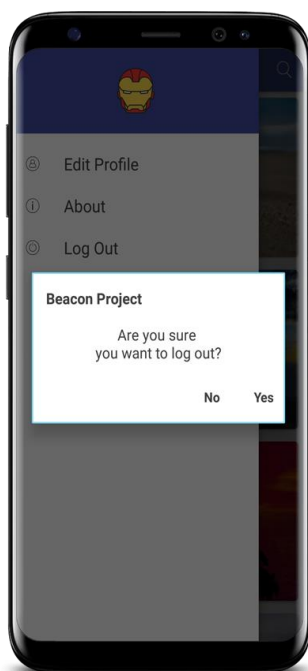 Edit Profile
About
Log Out
Beacon Project
Are you sure
you want to log out?
No Yes